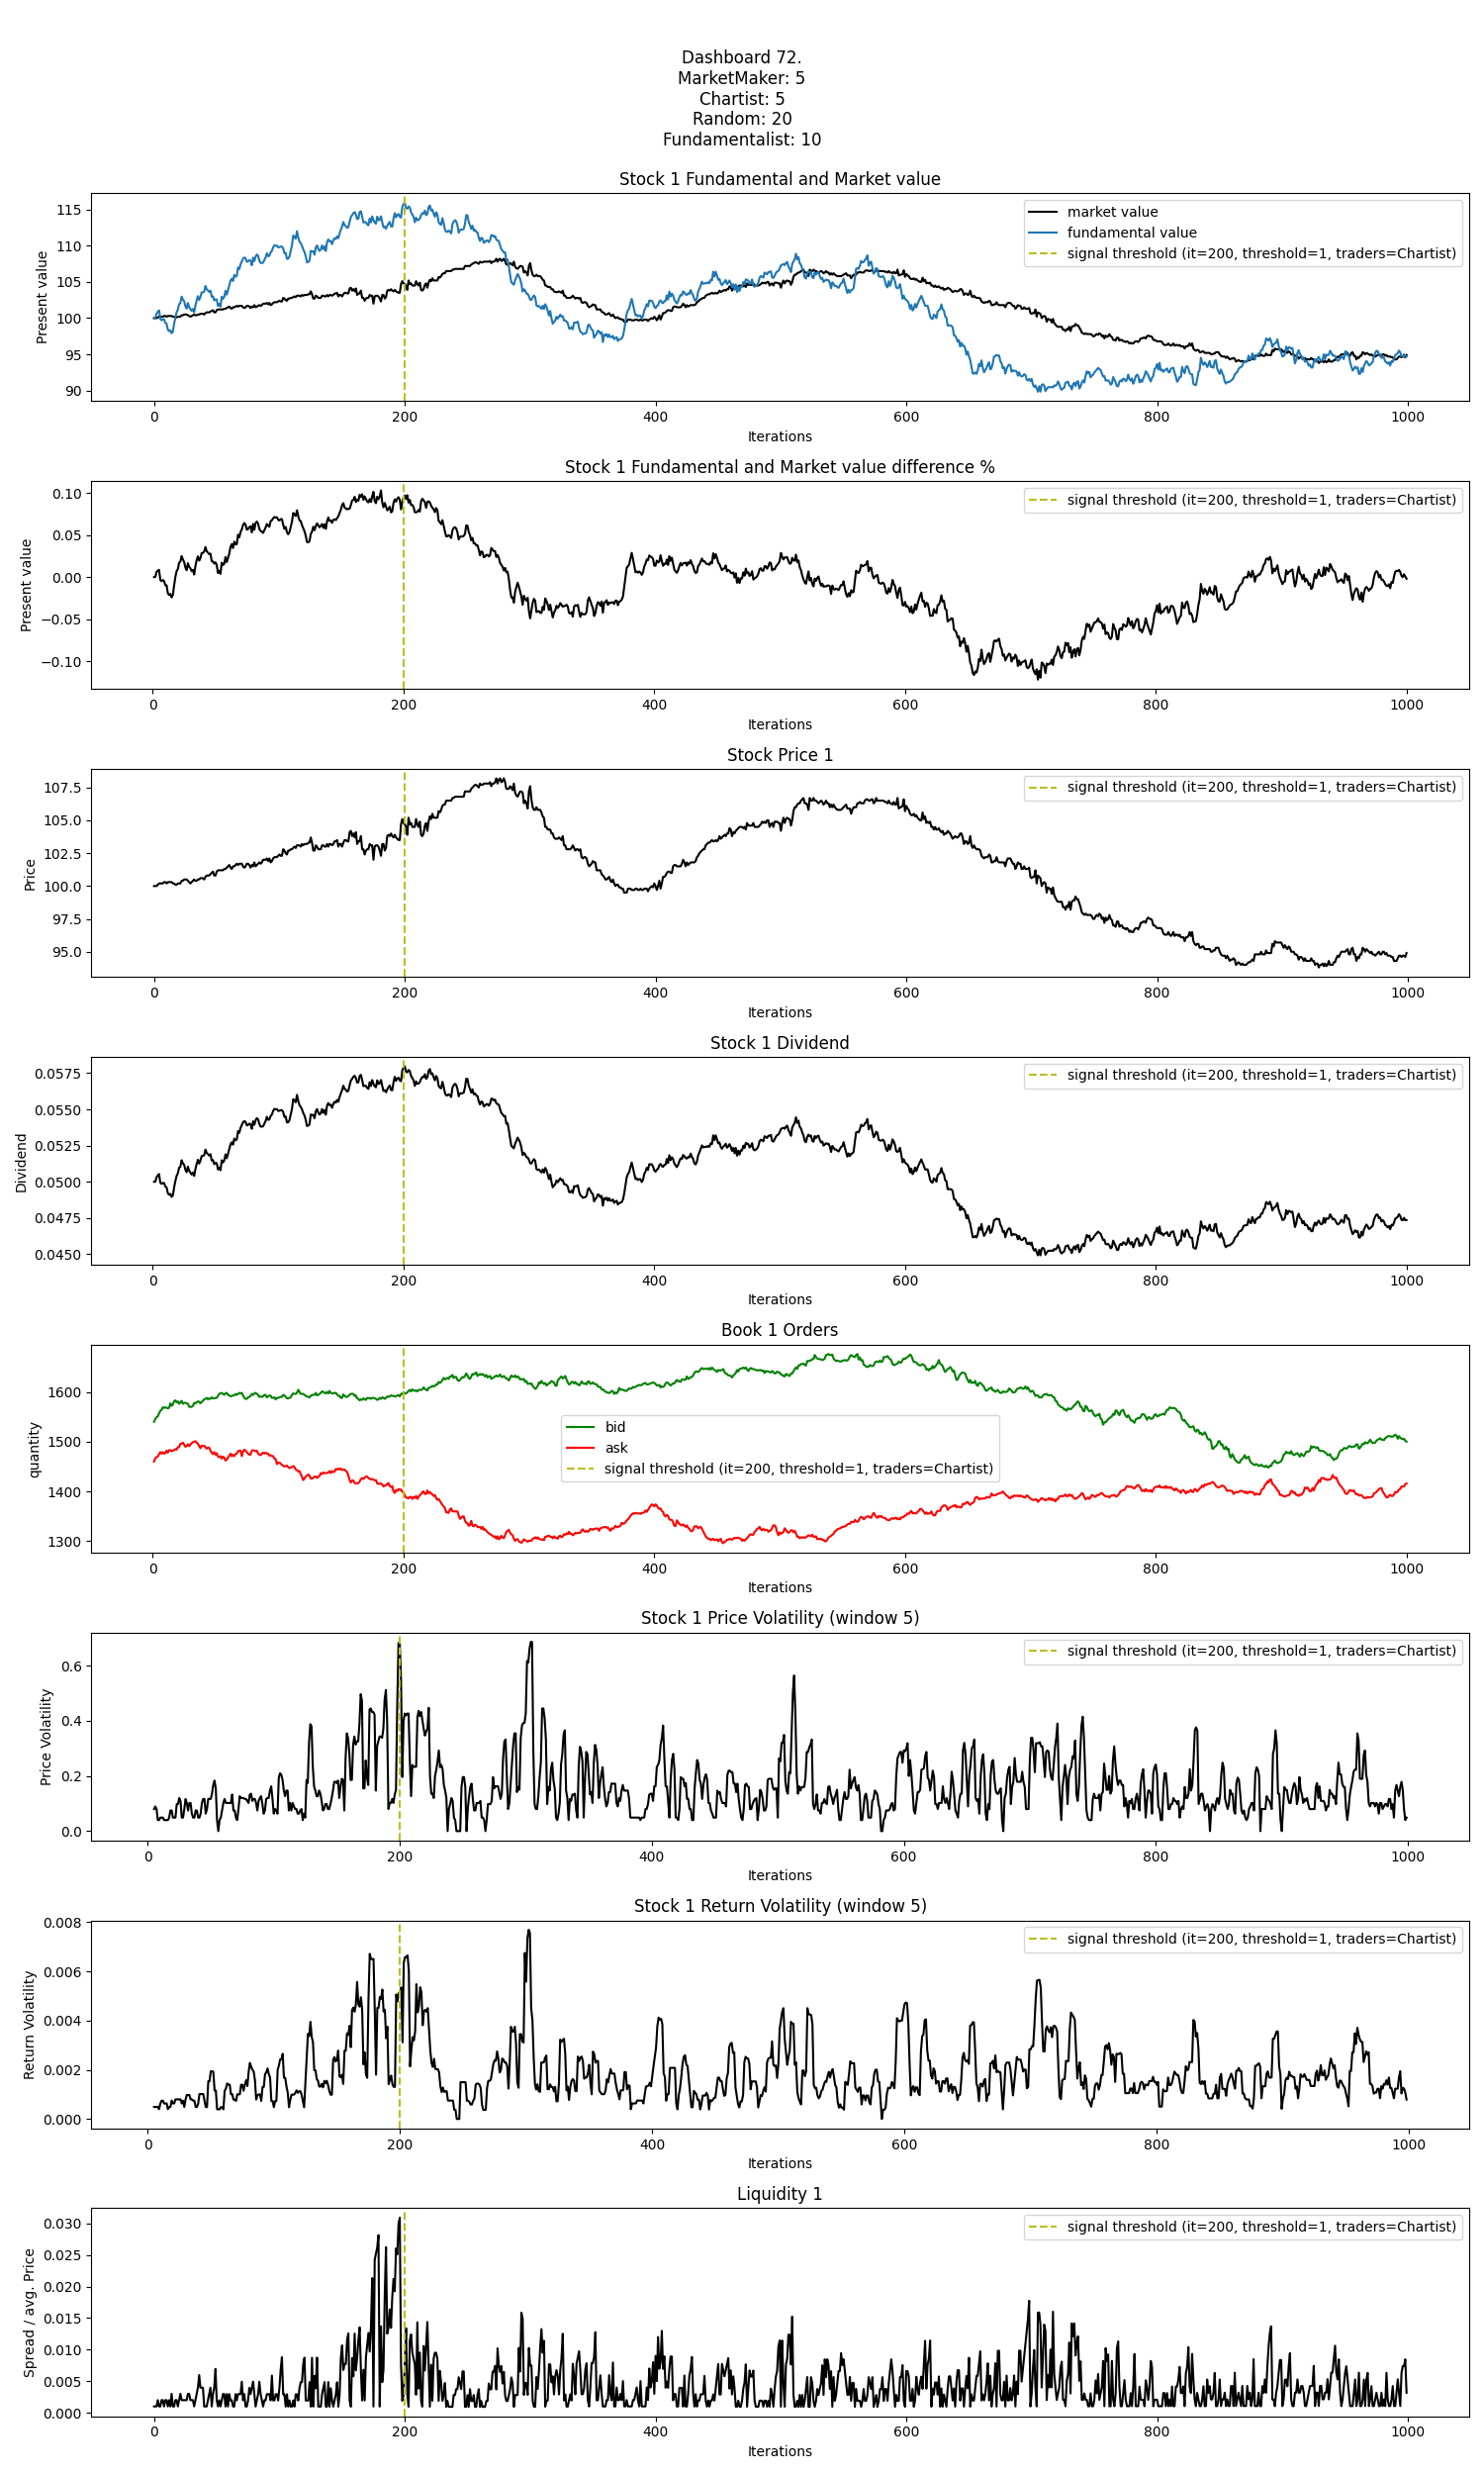 Dashboard 72.
MarketMaker: 5
Chartist: 5
Random: 20
Fundamentalist: 10
Stock 1 Fundamental and Market value
Present value
115
110
105
100
95
90
market value
fundamental value
signal threshold (it=200, threshold=1, traders=Chartist)
0 200 400 600 800 1000
Iterations
Stock 1 Fundamental and Market value difference %
Present value
0.10
0.05
0.00
−0.05
−0.10
signal threshold (it=200, threshold=1, traders=Chartist)
0 200 400 600 800 1000
Iterations
Stock Price 1
Price
107.5
105.0
102.5
100.0
97.5
95.0
signal threshold (it=200, threshold=1, traders=Chartist)
0 200 400 600 800 1000
Iterations
Stock 1 Dividend
Dividend
0.0575
0.0550
0.0525
0.0500
0.0475
0.0450
signal threshold (it=200, threshold=1, traders=Chartist)
0 200 400 600 800 1000
Iterations
Book 1 Orders
quantity
1600
1500
1400
1300
bid
ask
signal threshold (it=200, threshold=1, traders=Chartist)
0 200 400 600 800 1000
Iterations
Stock 1 Price Volatility (window 5)
Price Volatility
0.6
0.4
0.2
0.0
signal threshold (it=200, threshold=1, traders=Chartist)
0 200 400 600 800 1000
Iterations
Stock 1 Return Volatility (window 5)
Return Volatility
0.008
0.006
0.004
0.002
0.000
signal threshold (it=200, threshold=1, traders=Chartist)
0 200 400 600 800 1000
Iterations
Liquidity 1
Spread / avg. Price
0.030
0.025
0.020
0.015
0.010
0.005
0.000
signal threshold (it=200, threshold=1, traders=Chartist)
0 200 400 600 800 1000
Iterations